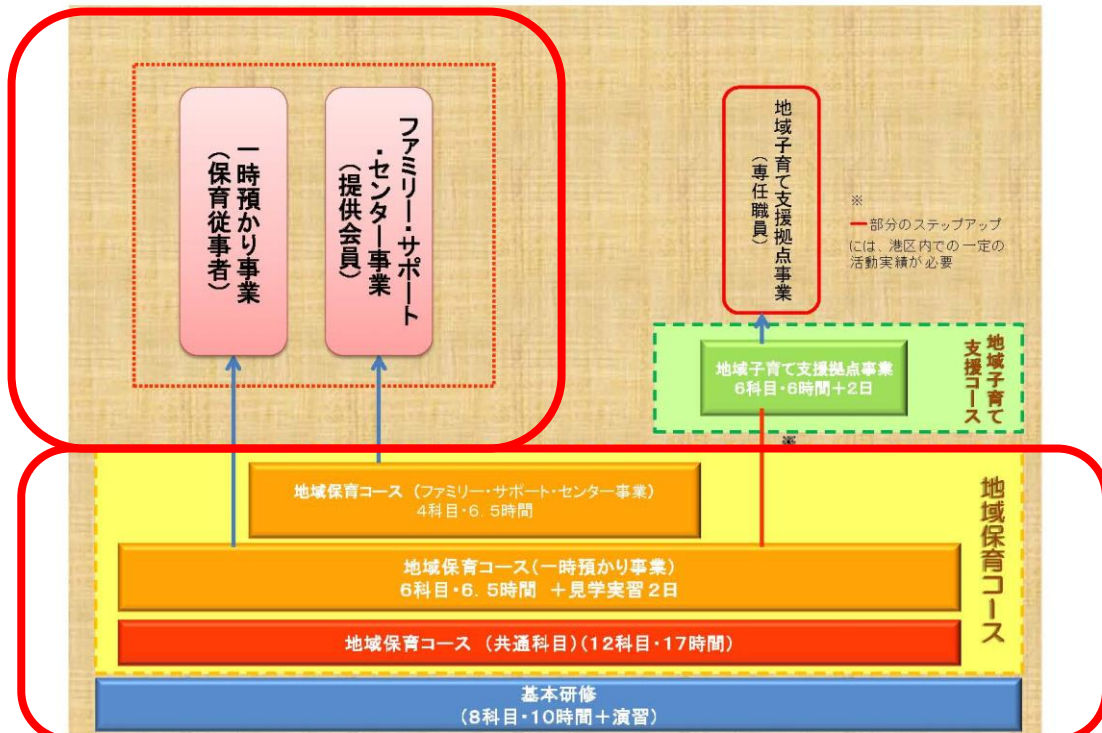 一時預かり事業
(保育従事者)
ファミリー・サポート
・センター事業
(提供会員)
地域子育て支援拠点事業
(専任職員)
※
ー部分のステップアップ
には、港区内での一定の
活動実績が必要
地域子育て支援拠点事業
6科目・6時間+2日
地域子育て
支援コース
※
地域保育コース (ファミリー・サポート・センター事業)
4科目・6.5時間
地域保育コース(一時預かり事業)
6科目・6.5時間 +見学実習2日
地域保育コース (共通科目)(12科目・17時間)
地域保育コース
基本研修
(8科目・10時間+演習)